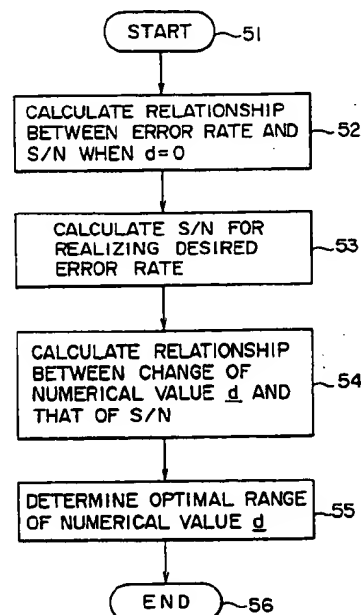 START
51
CALCULATE RELATIONSHIP
BETWEEN ERROR RATE AND
S/N WHEN d=0
52
CALCULATE S/N FOR
REALIZING DESIRED
ERROR RATE
53
CALCULATE RELATIONSHIP
BETWEEN CHANGE OF
NUMERICAL VALUE d AND
THAT OF S/N
54
DETERMINE OPTIMAL RANGE
OF NUMERICAL VALUE d
55
END
56